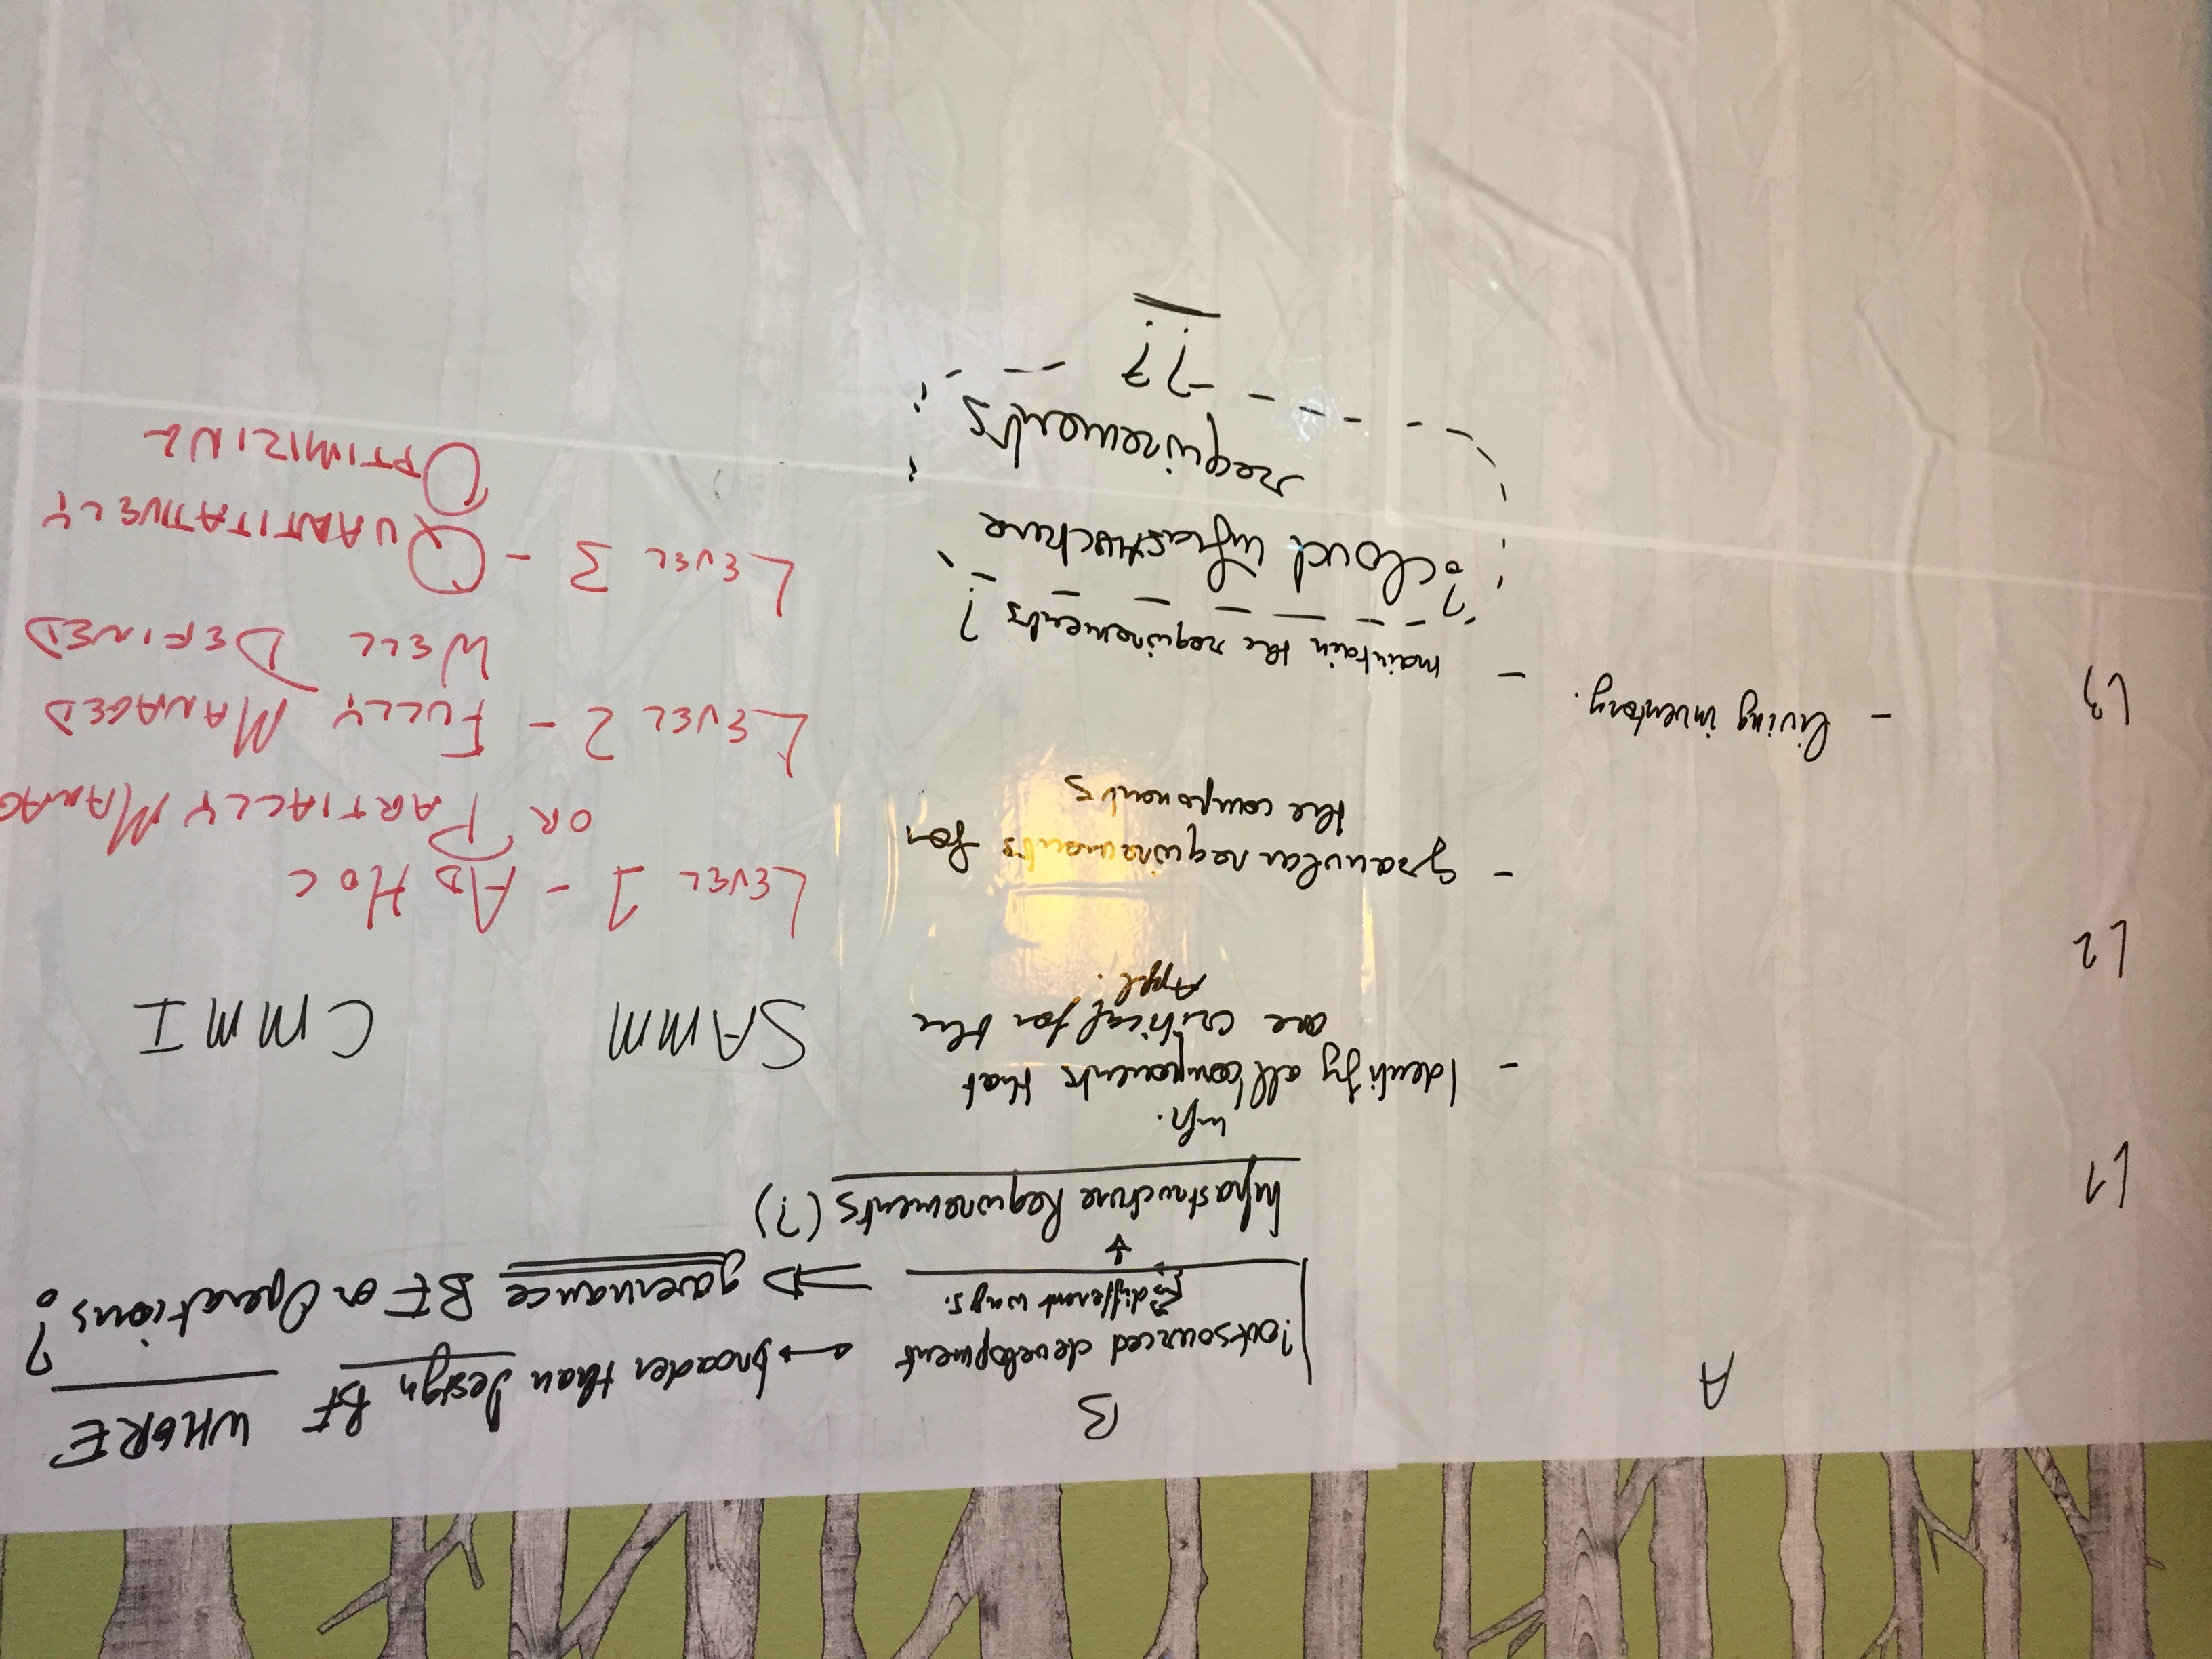 A
B
?outsourced development ↔ broader than Design BF WHERE
different ways.
⇒ governance BF or Operations?
↓
Infrastructure Requirements (?)
L1
infr.
- Identify all components that
are critical for the
Appl.
L2
- granular requirements for
the components
L3
- living inventory.
- maintain the requirements?
? Cloud infrastructure
requirements
??
SAMM CMMI
LEVEL 1 - AD HOC
OR PARTIALLY MANAG
LEVEL 2 - FULLY MANAGED
WELL DEFINED
LEVEL 3 - QUANTITATIVELY
OPTIMIZING